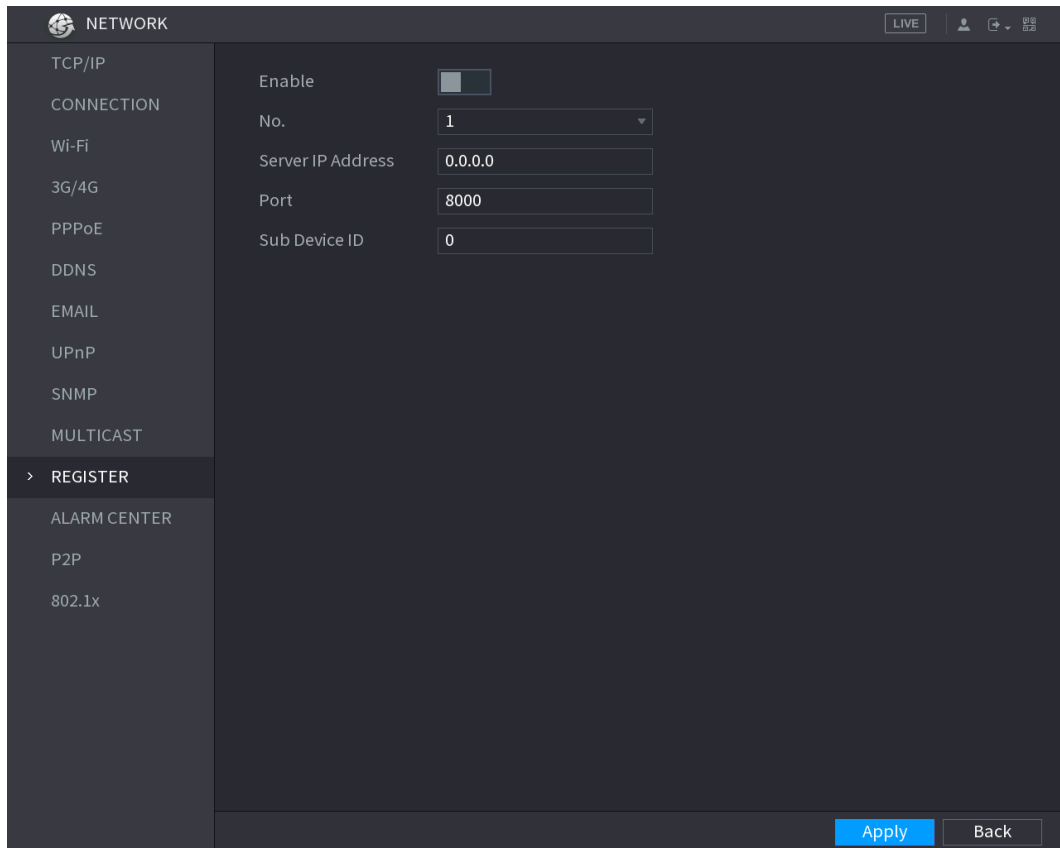 NETWORK
LIVE
TCP/IP
CONNECTION
Wi-Fi
3G/4G
PPPoE
DDNS
EMAIL
UPnP
SNMP
MULTICAST
> REGISTER
ALARM CENTER
P2P
802.1x
Enable
No. 1
Server IP Address 0.0.0.0
Port 8000
Sub Device ID 0
Apply Back